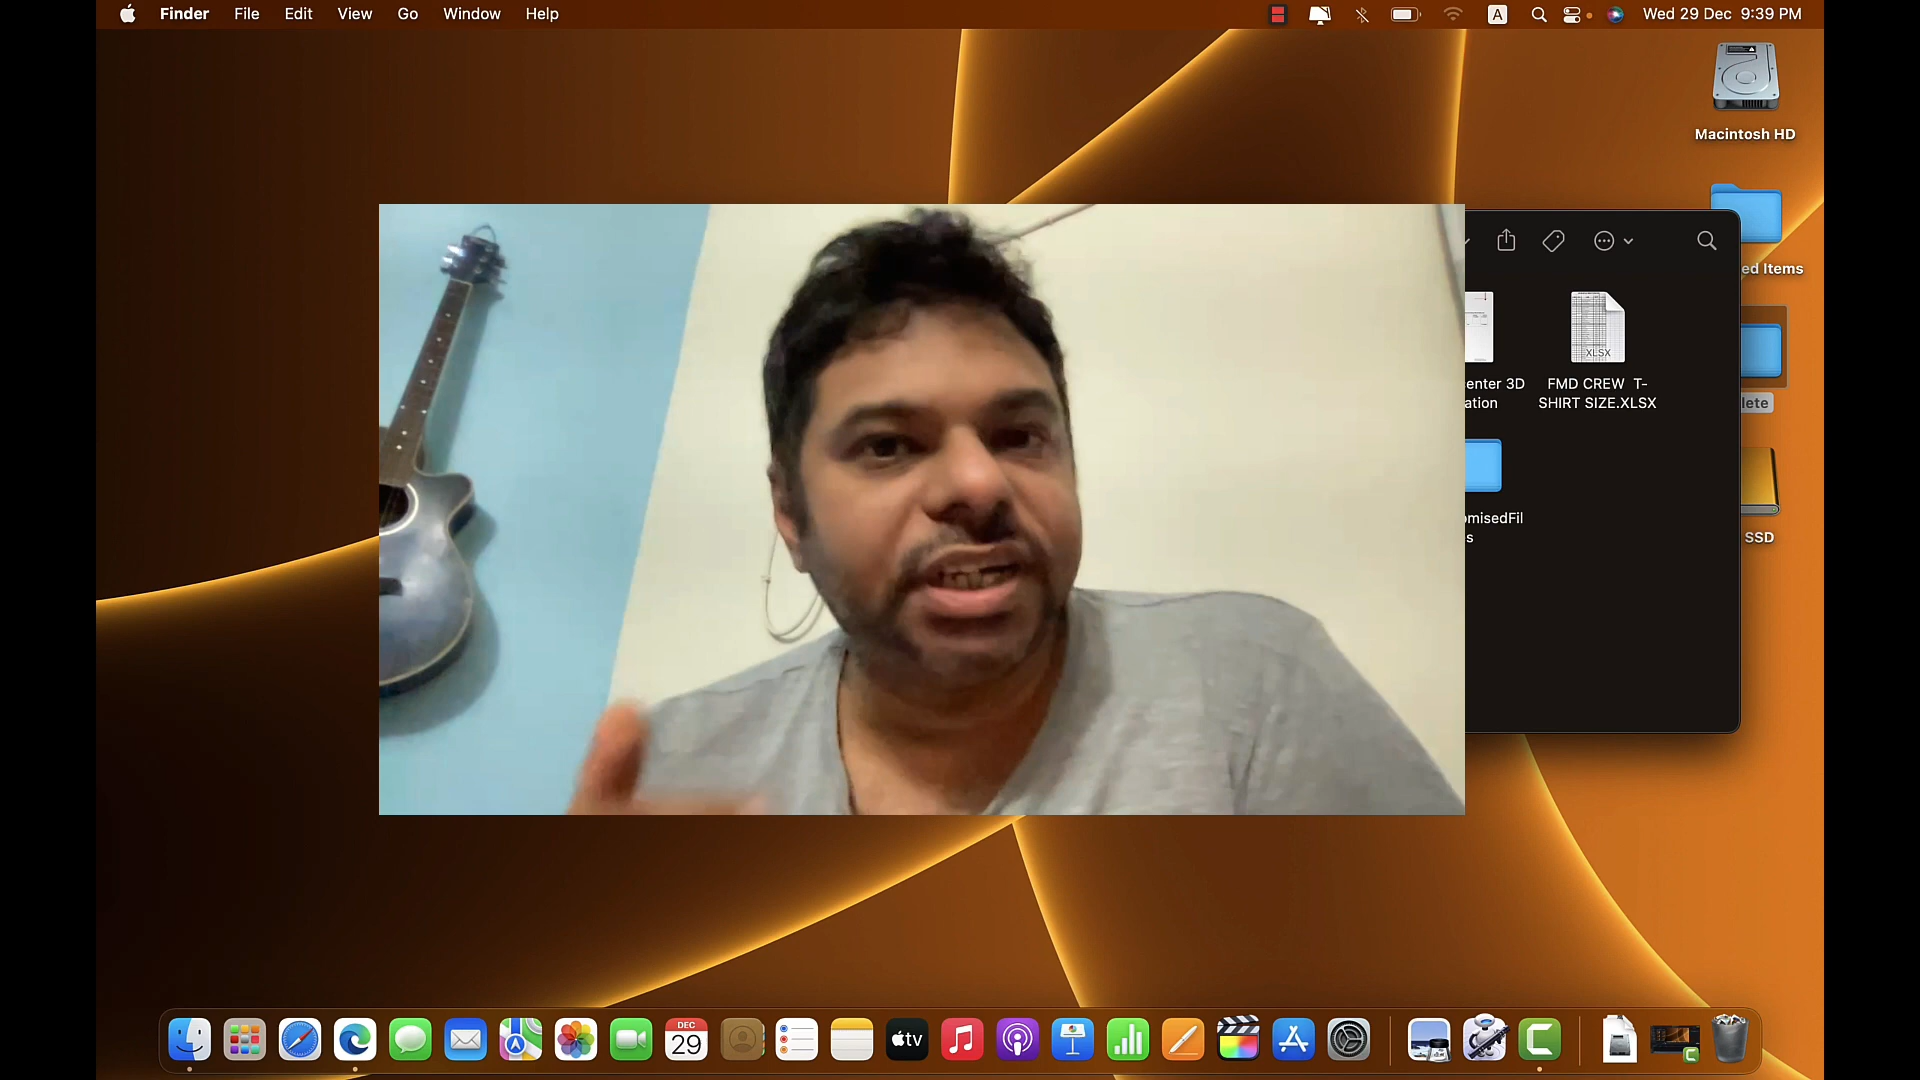 Finder File Edit View Go Window Help A Wed 29 Dec 9:39 PM
Macintosh HD
ed Items
enter 3D
ation
XLSX
FMD CREW T-
SHIRT SIZE.XLSX
lete
omisedFil
s
SSD
DEC
29
tv